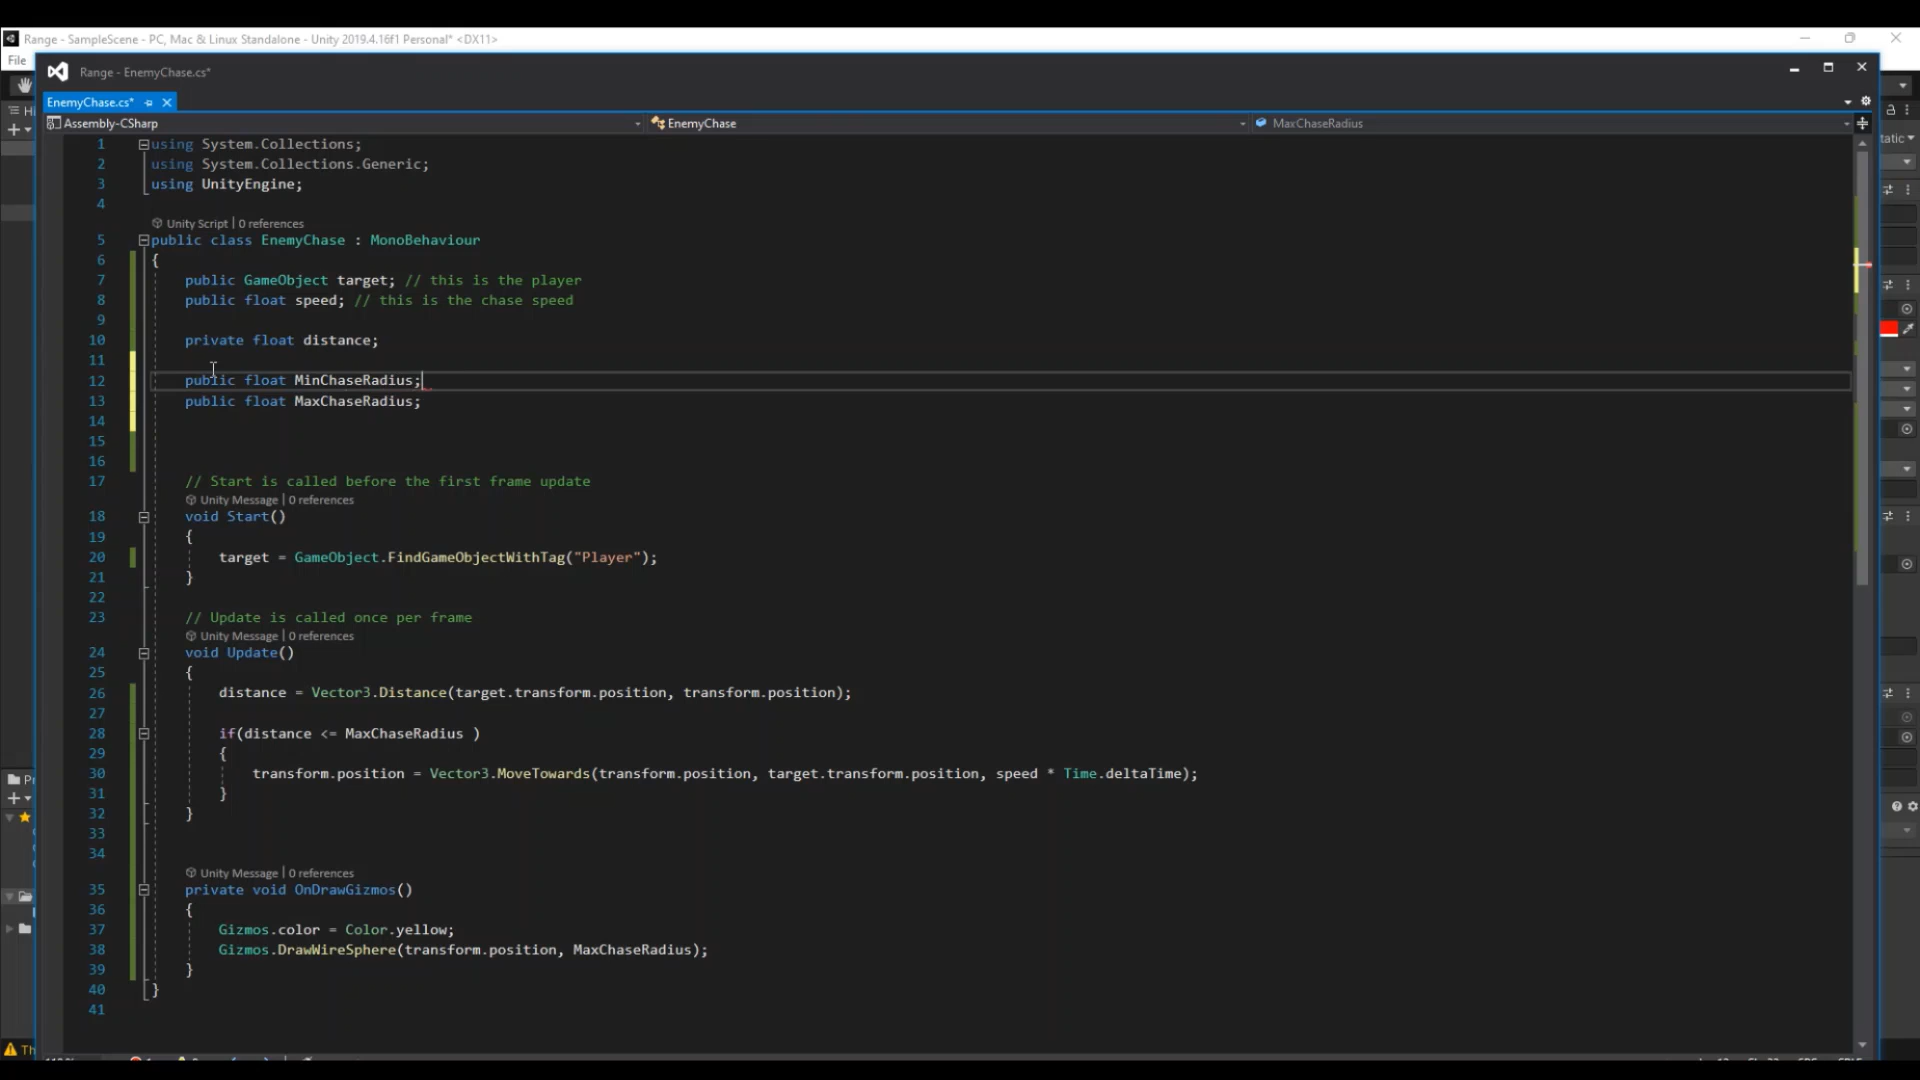 Range - SampleScene - PC, Mac & Linux Standalone - Unity 2019.4.16f1 Personal* <DX11>
File
Range - EnemyChase.cs*
EnemyChase.cs*
Assembly-CSharp
EnemyChase
MaxChaseRadius
tatic
1 using System.Collections;
2 using System.Collections.Generic;
3 using UnityEngine;
4
Unity Script | 0 references
5 public class EnemyChase : MonoBehaviour
6 {
7 public GameObject target; // this is the player
8 public float speed; // this is the chase speed
9
10 private float distance;
11
12 public float MinChaseRadius;
13 public float MaxChaseRadius;
14
15
16
17 // Start is called before the first frame update
Unity Message | 0 references
18 void Start()
19 {
20 target = GameObject.FindGameObjectWithTag("Player");
21 }
22
23 // Update is called once per frame
Unity Message | 0 references
24 void Update()
25 {
26 distance = Vector3.Distance(target.transform.position, transform.position);
27
28 if(distance <= MaxChaseRadius )
29 {
30 transform.position = Vector3.MoveTowards(transform.position, target.transform.position, speed * Time.deltaTime);
31 }
32 }
33
34
Unity Message | 0 references
35 private void OnDrawGizmos()
36 {
37 Gizmos.color = Color.yellow;
38 Gizmos.DrawWireSphere(transform.position, MaxChaseRadius);
39 }
40 }
41